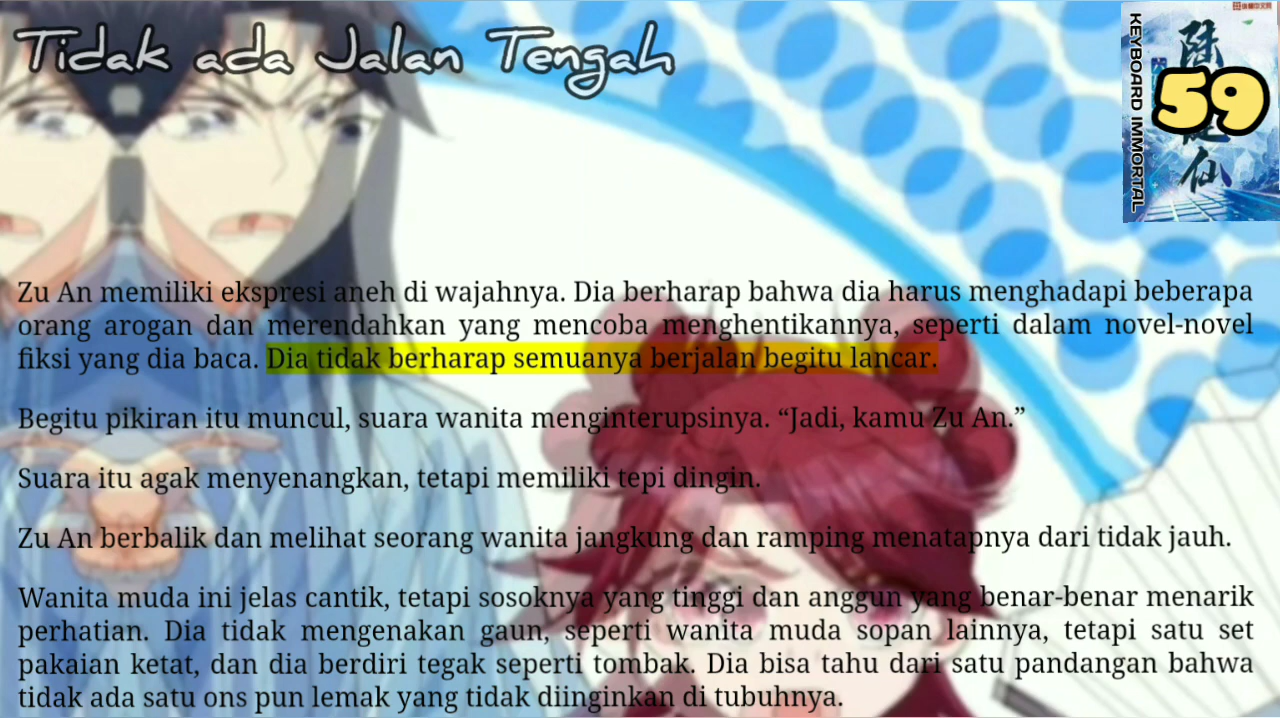 Tidak ada Jalan Tengah
KEYBOARD IMMORTAL
59
Zu An memiliki ekspresi aneh di wajahnya. Dia berharap bahwa dia harus menghadapi beberapa
orang arogan dan merendahkan yang mencoba menghentikannya, seperti dalam novel-novel
fiksi yang dia baca. Dia tidak berharap semuanya berjalan begitu lancar.
Begitu pikiran itu muncul, suara wanita menginterupsinya. “Jadi, kamu Zu An.”
Suara itu agak menyenangkan, tetapi memiliki tepi dingin.
Zu An berbalik dan melihat seorang wanita jangkung dan ramping menatapnya dari tidak jauh.
Wanita muda ini jelas cantik, tetapi sosoknya yang tinggi dan anggun yang benar-benar menarik
perhatian. Dia tidak mengenakan gaun, seperti wanita muda sopan lainnya, tetapi satu set
pakaian ketat, dan dia berdiri tegak seperti tombak. Dia bisa tahu dari satu pandangan bahwa
tidak ada satu ons pun lemak yang tidak diinginkan di tubuhnya.